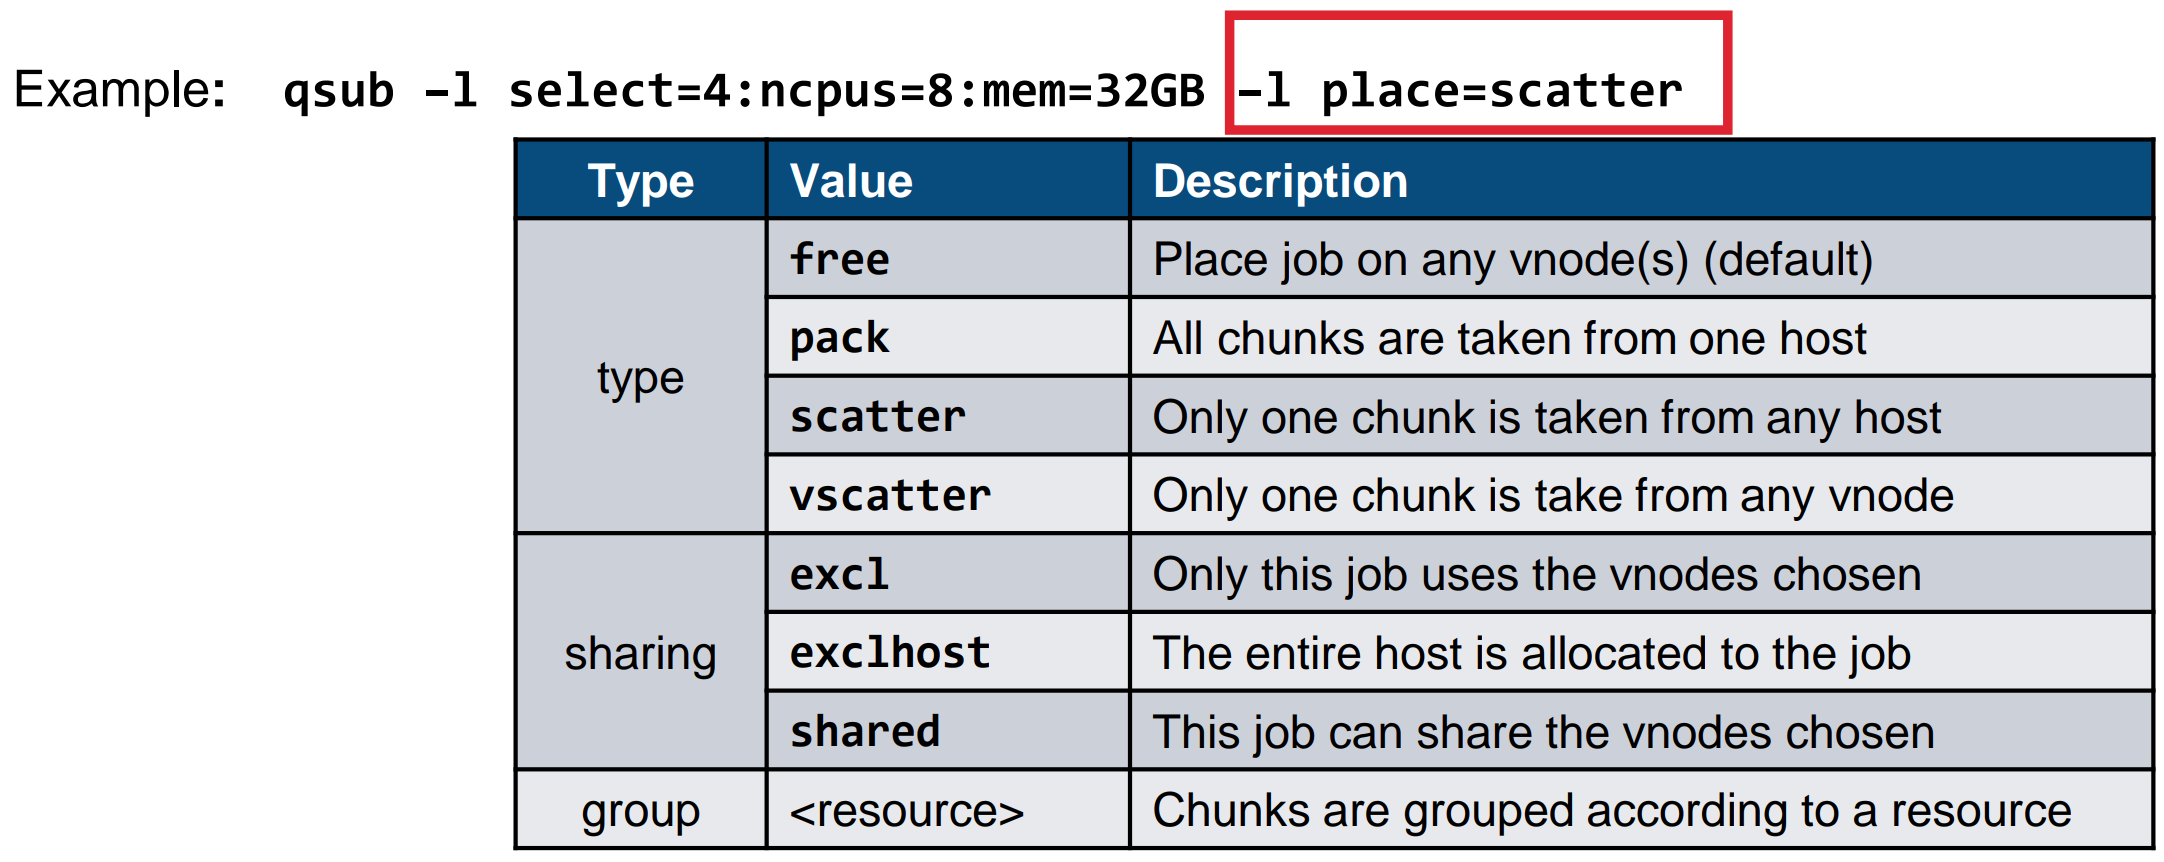 Example: qsub -l select=4:ncpus=8:mem=32GB -l place=scatter
Type Value Description
type
free Place job on any vnode(s) (default)
pack All chunks are taken from one host
scatter Only one chunk is taken from any host
vscatter Only one chunk is take from any vnode
sharing
excl Only this job uses the vnodes chosen
exclhost The entire host is allocated to the job
shared This job can share the vnodes chosen
group <resource> Chunks are grouped according to a resource